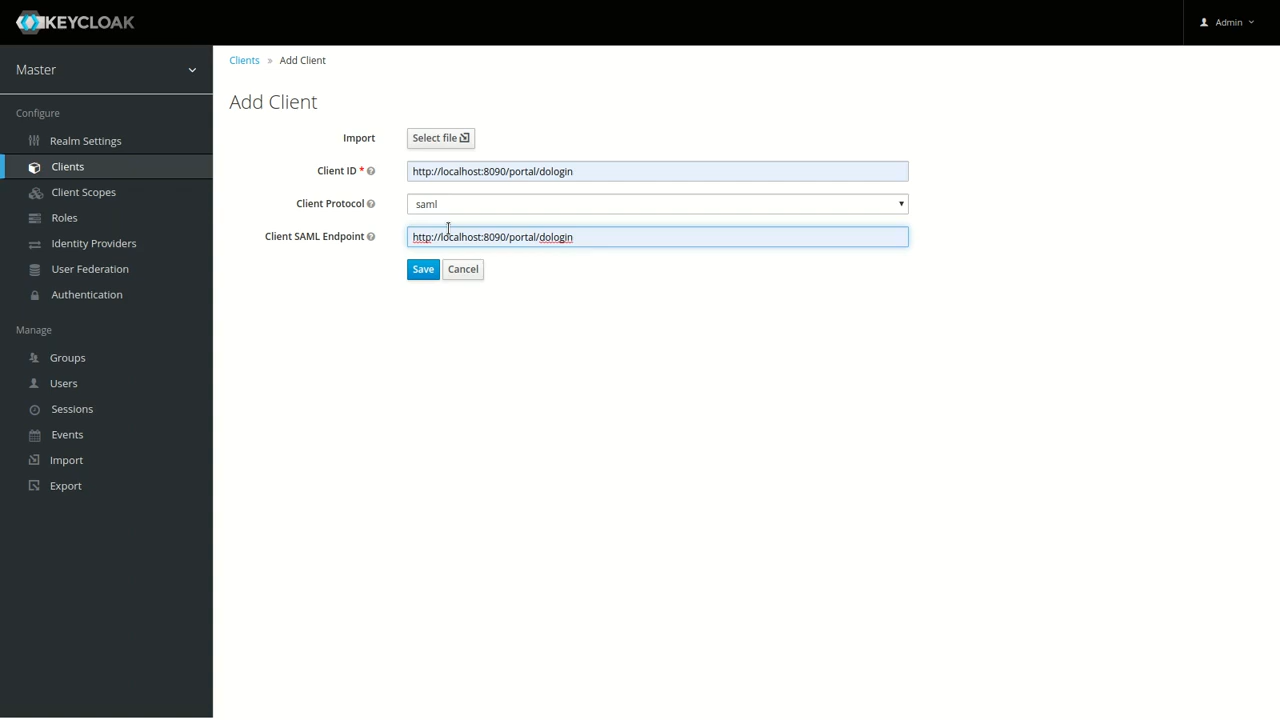 KEYCLOAK
Admin
Master
Clients » Add Client
Configure
Realm Settings
Clients
Client Scopes
Roles
Identity Providers
User Federation
Authentication
Manage
Groups
Users
Sessions
Events
Import
Export
Add Client
Import Select file
Client ID * http://localhost:8090/portal/dologin
Client Protocol saml
Client SAML Endpoint http://localhost:8090/portal/dologin
Save Cancel